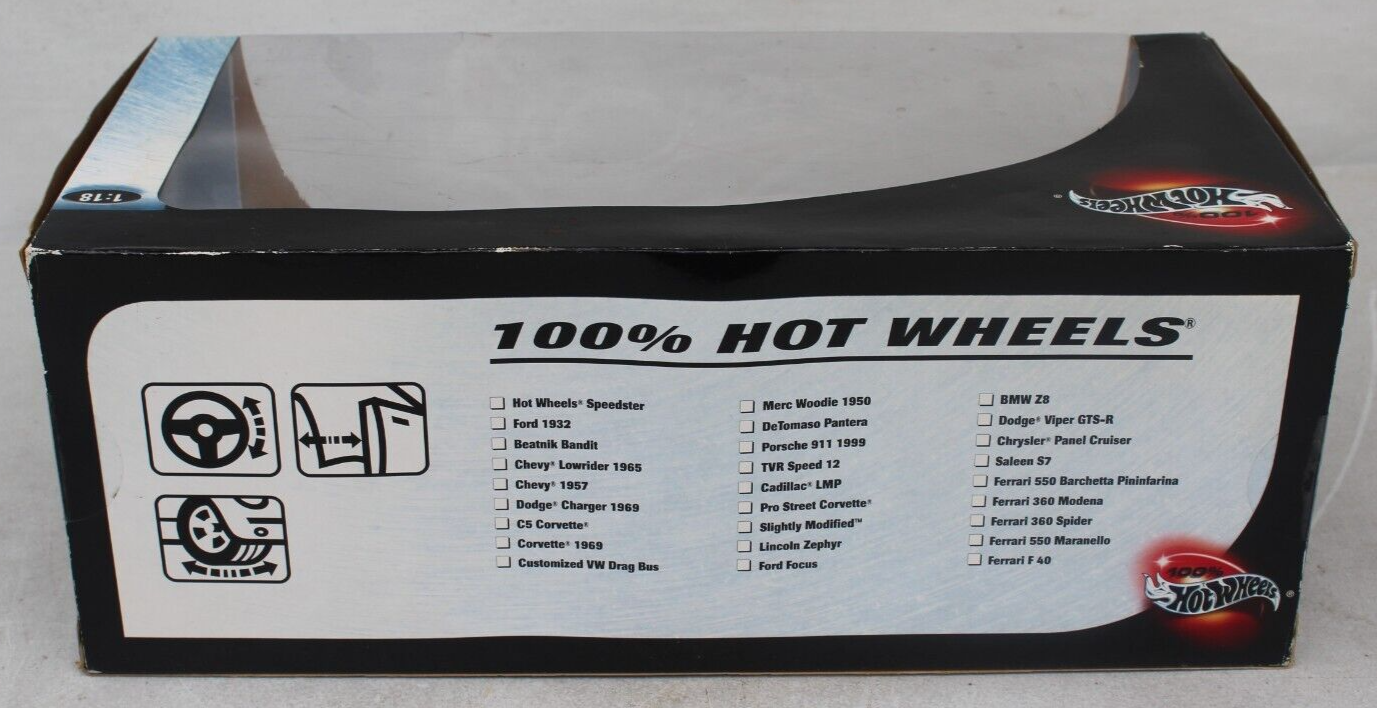 1:18
100%
HOT WHEELS ®
100% HOT WHEELS®
Hot Wheels® Speedster
Ford 1932
Beatnik Bandit
Chevy® Lowrider 1965
Chevy® 1957
Dodge® Charger 1969
C5 Corvette®
Corvette® 1969
Customized VW Drag Bus
Merc Woodie 1950
DeTomaso Pantera
Porsche 911 1999
TVR Speed 12
Cadillac® LMP
Pro Street Corvette®
Slightly Modified™
Lincoln Zephyr
Ford Focus
BMW Z8
Dodge® Viper GTS-R
Chrysler® Panel Cruiser
Saleen S7
Ferrari 550 Barchetta Pininfarina
Ferrari 360 Modena
Ferrari 360 Spider
Ferrari 550 Maranello
Ferrari F 40
100%
HOT WHEELS ®